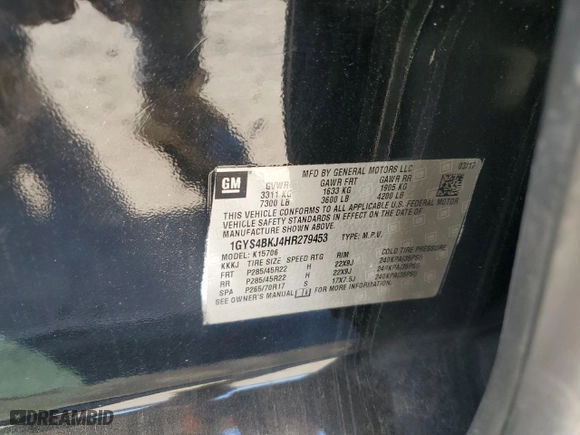 GM
MFD BY GENERAL MOTORS LLC 03/17
GVWR GAWR FRT GAWR RR
3311 KG 1633 KG 1905 KG
7300 LB 3600 LB 4200 LB
THIS VEHICLE CONFORMS TO ALL APPLICABLE U.S. FEDERAL MOTOR
VEHICLE SAFETY STANDARDS IN EFFECT ON THE DATE OF
MANUFACTURE SHOWN ABOVE.
1GYS4BKJ4HR279453 TYPE: M.P.V.
MODEL: K15706
KKKJ TIRE SIZE SPEED RTG RIM COLD TIRE PRESSURE
FRT P285/45R22 H 22X9J 240KPA(35PSI)
RR P285/45R22 H 22X9J 240KPA(35PSI)
SPA P265/70R17 S 17X7.5J 240KPA(35PSI)
SEE OWNER'S MANUAL FOR MORE INFORMATION.
DREAMBID